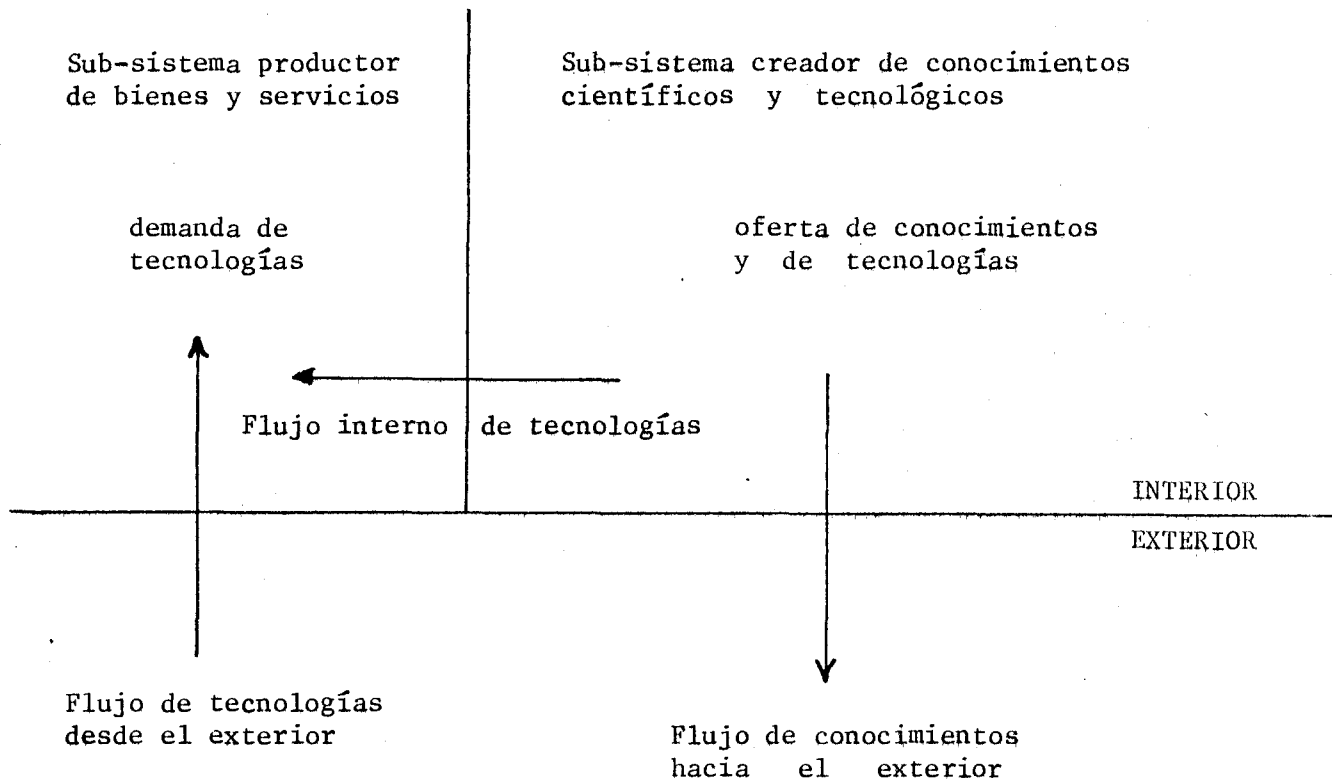 Sub-sistema productor
de bienes y servicios
Sub-sistema creador de conocimientos
científicos y tecnológicos
demanda de
tecnologías
oferta de conocimientos
y de tecnologías
Flujo interno de tecnologías
INTERIOR
EXTERIOR
Flujo de tecnologías
desde el exterior
Flujo de conocimientos
hacia el exterior